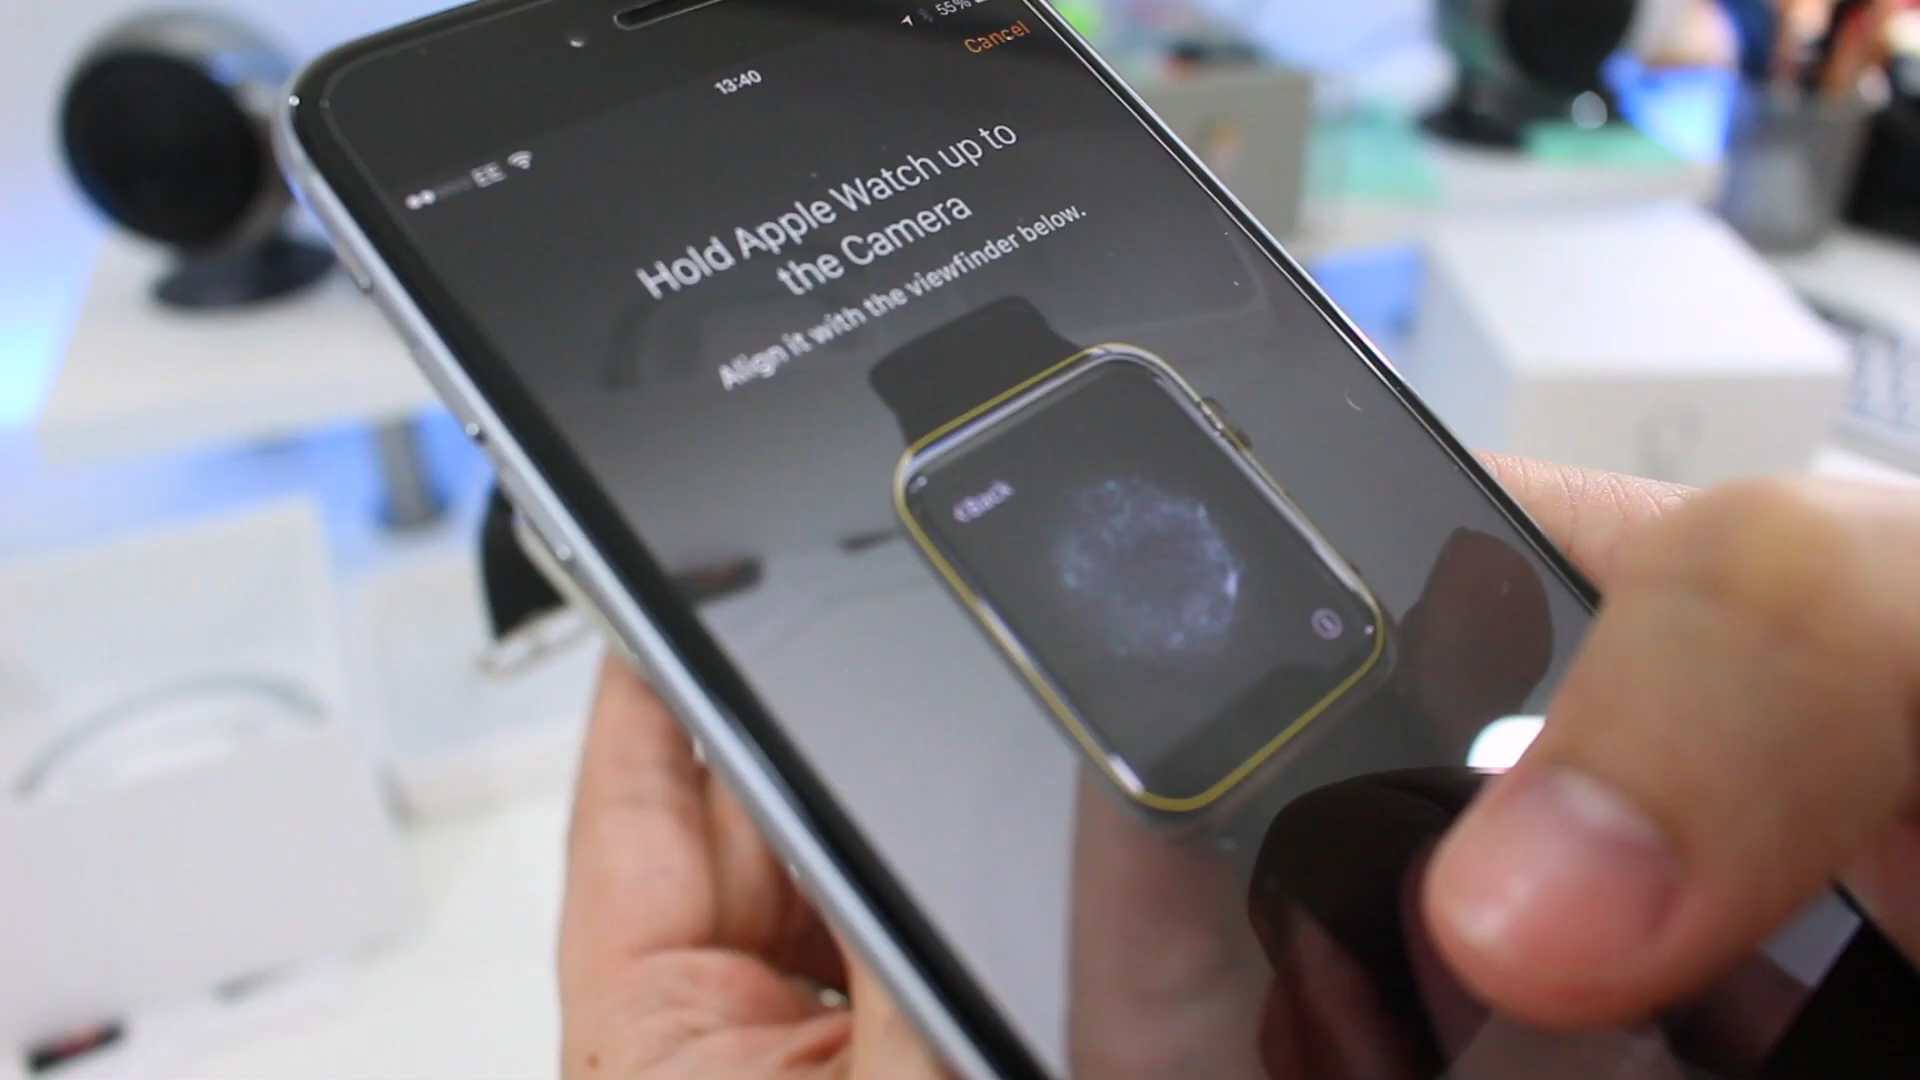 55%
Cancel
13:40
EE
Hold Apple Watch up to
the Camera
Align it with the viewfinder below.
<Back